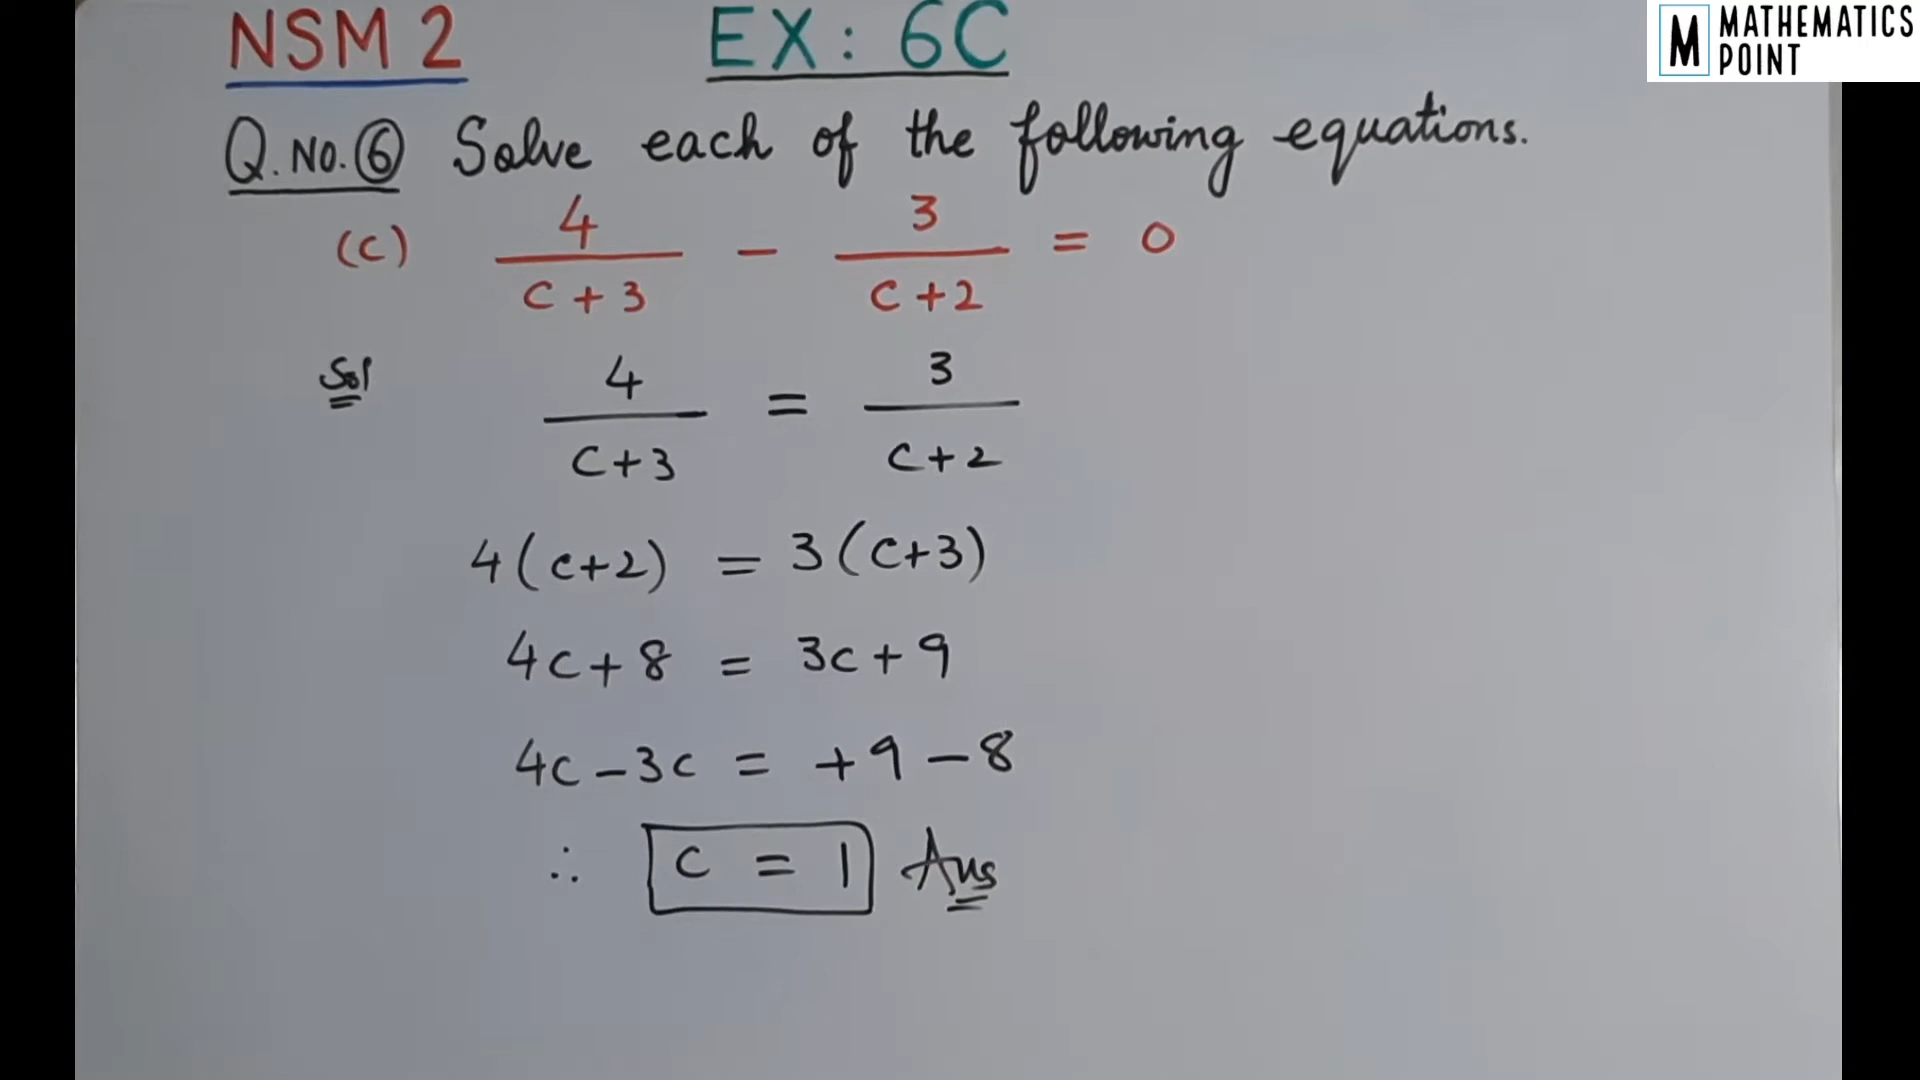 NSM 2 EX: 6C
M MATHEMATICS POINT
Q.No.⑥ Solve each of the following equations.
(c) 4/(c+3) - 3/(c+2) = 0
Sol 4/(c+3) = 3/(c+2)
4(c+2) = 3(c+3)
4c+8 = 3c+9
4c-3c = +9-8
∴ c = 1 Ans